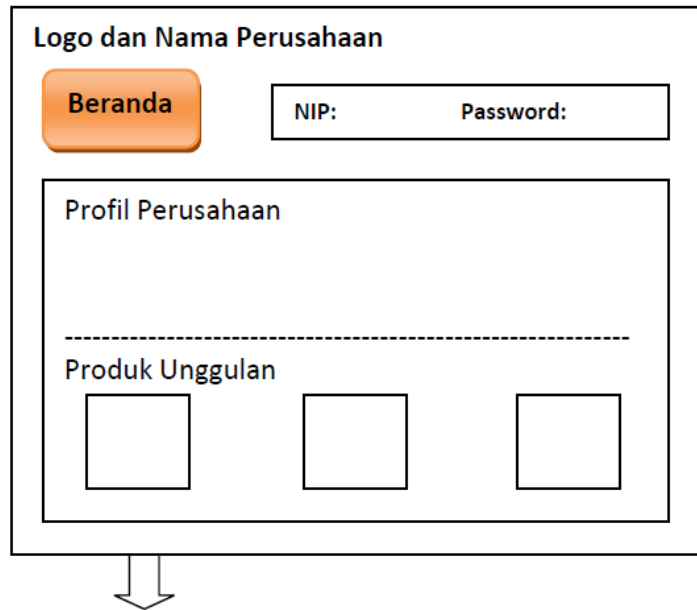 Logo dan Nama Perusahaan
Beranda
NIP: Password:
Profil Perusahaan
-------------------------------------------------------------
Produk Unggulan